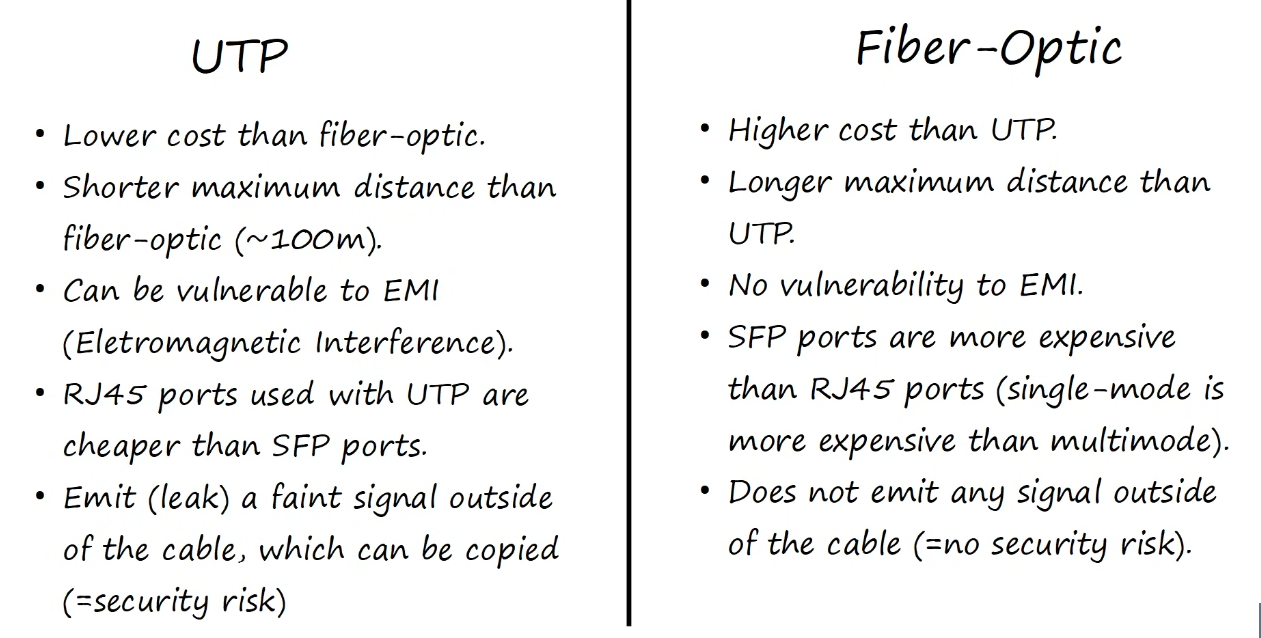 UTP
• Lower cost than fiber-optic.
• Shorter maximum distance than
fiber-optic (~100m).
• Can be vulnerable to EMI
(Eletromagnetic Interference).
• RJ45 ports used with UTP are
cheaper than SFP ports.
• Emit (leak) a faint signal outside
of the cable, which can be copied
(=security risk)
Fiber-Optic
• Higher cost than UTP.
• Longer maximum distance than
UTP.
• No vulnerability to EMI.
• SFP ports are more expensive
than RJ45 ports (single-mode is
more expensive than multimode).
• Does not emit any signal outside
of the cable (=no security risk).